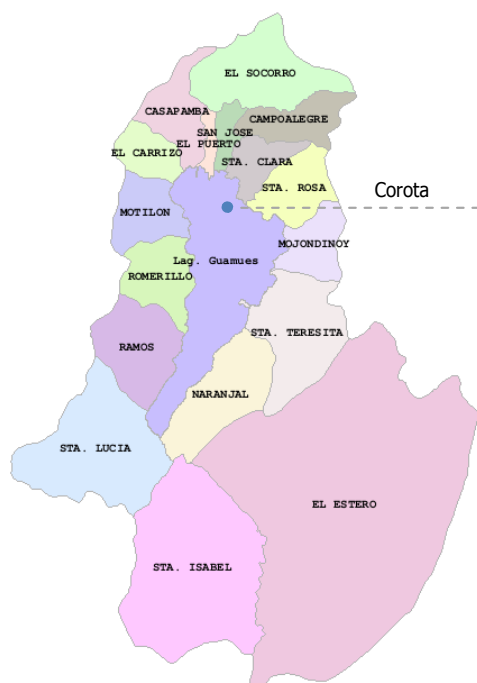 EL SOCORRO
CASAPAMBA
CAMPOALEGRE
SAN JOSE
EL PUERTO
EL CARRIZO
STA. CLARA
STA. ROSA
Corota
MOTILON
MOJONDINOY
Lag. Guamues
ROMERILLO
STA. TERESITA
RAMOS
NARANJAL
STA. LUCIA
EL ESTERO
STA. ISABEL